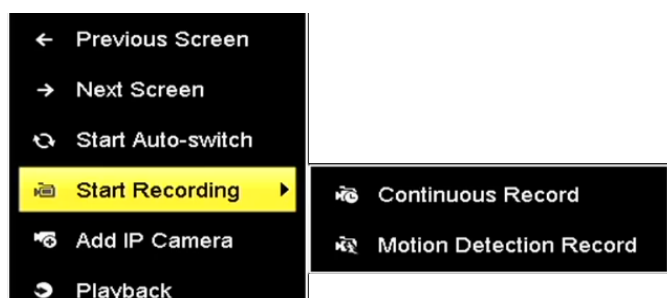 Previous Screen
Next Screen
Start Auto-switch
Start Recording
Continuous Record
Add IP Camera
Motion Detection Record
Playback